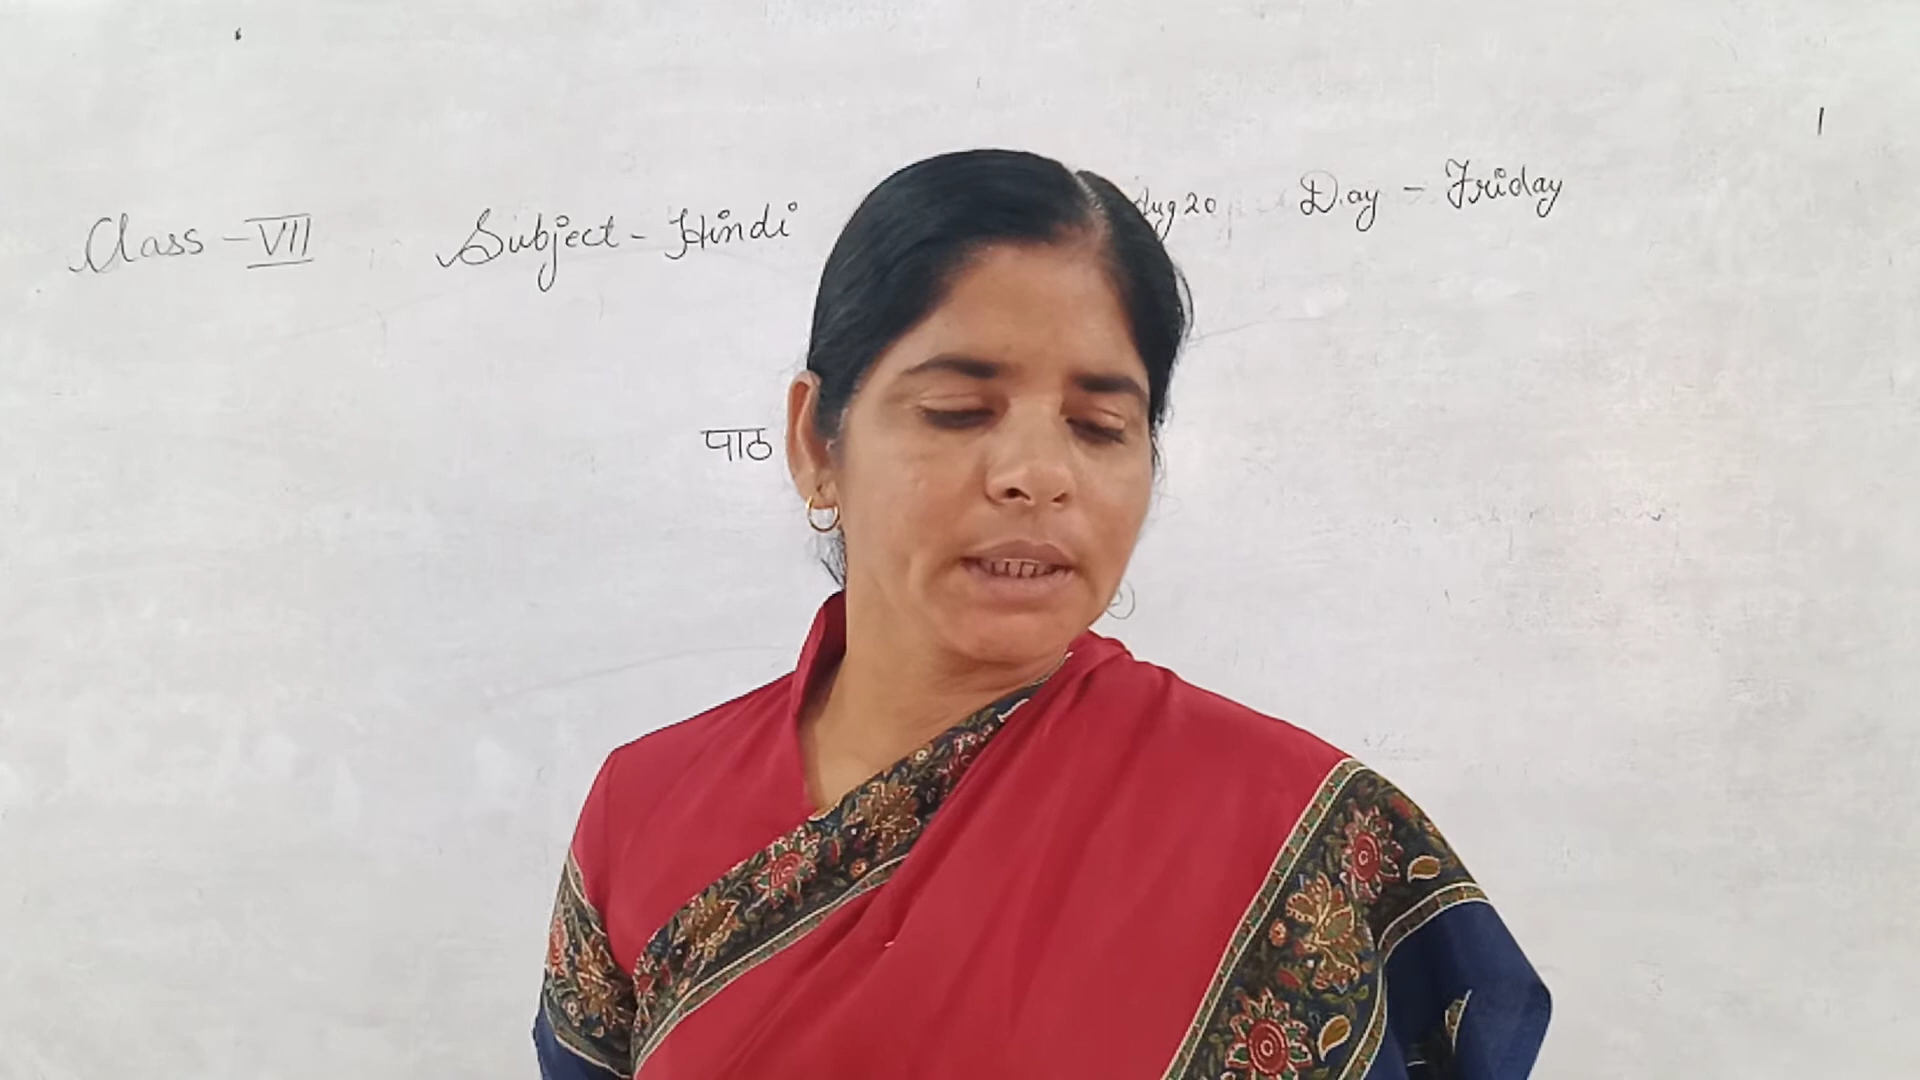 Class - VII Subject - Hindi Aug 20 Day - Friday
पाठ